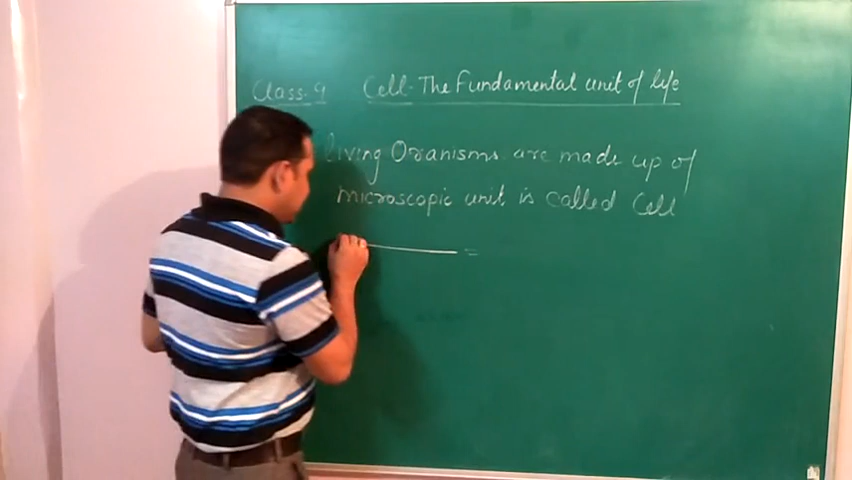 Class-9 Cell-The Fundamental unit of life
living Organisms are made up of
microscopic unit is called Cell
=